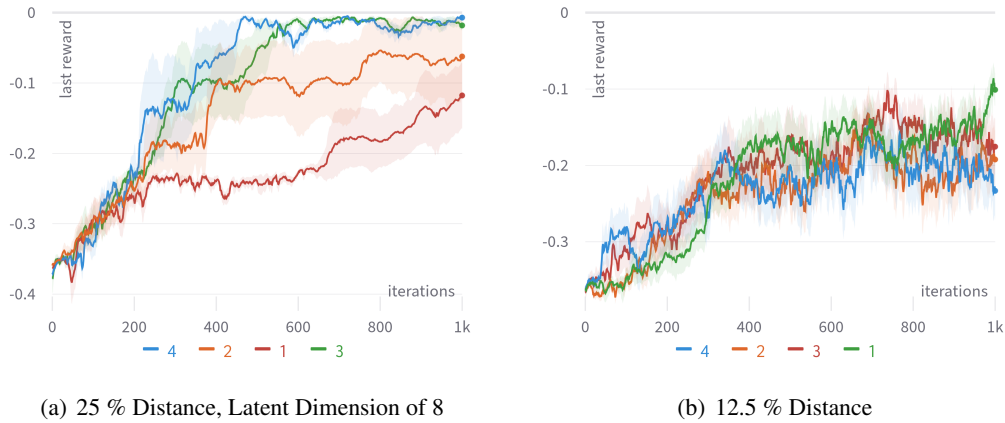 0
-0.1
-0.2
-0.3
-0.4
last reward
iterations
0 200 400 600 800 1k
4 2 1 3
(a) 25 % Distance, Latent Dimension of 8
0
-0.1
-0.2
-0.3
last reward
iterations
0 200 400 600 800 1k
4 2 3 1
(b) 12.5 % Distance